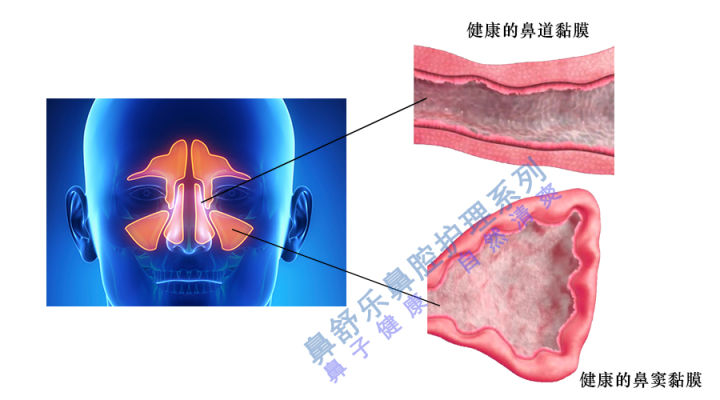 健康的鼻道黏膜
鼻舒乐鼻腔护理系列
鼻子健康 自然清爽
健康的鼻窦黏膜